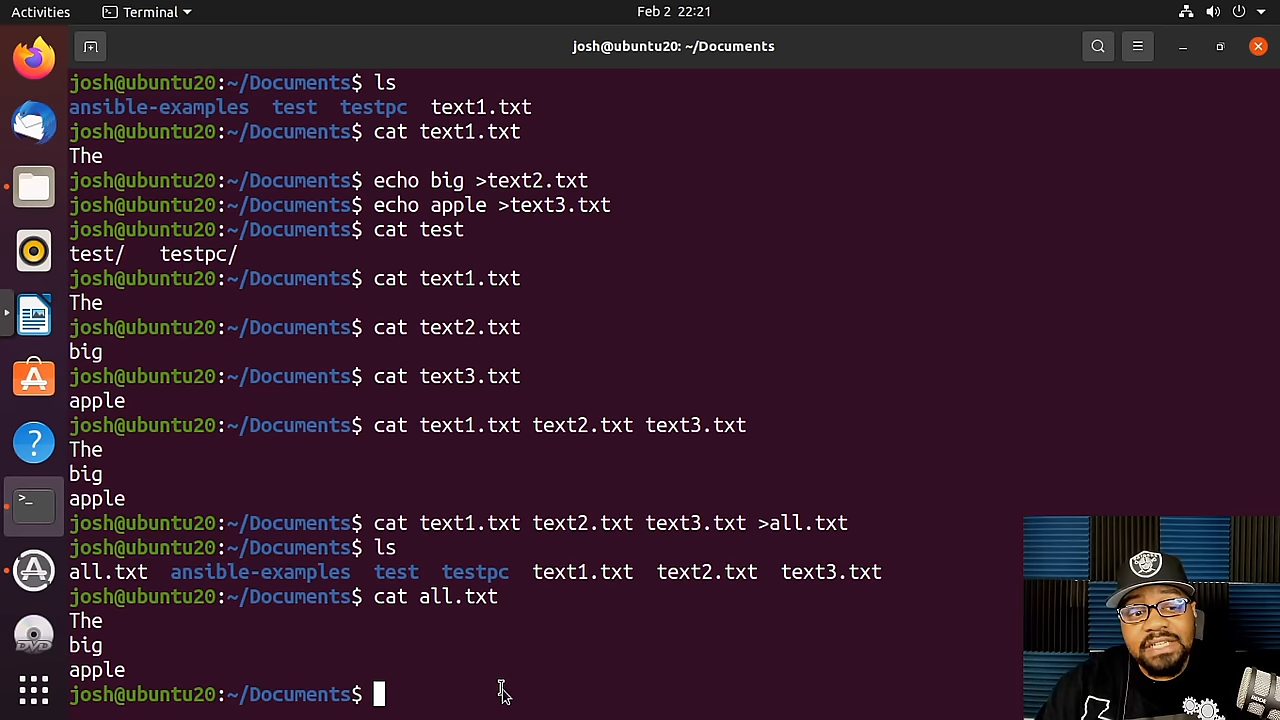 Activities Terminal Feb 2 22:21
josh@ubuntu20: ~/Documents
josh@ubuntu20:~/Documents$ ls
ansible-examples test testpc text1.txt
josh@ubuntu20:~/Documents$ cat text1.txt
The
josh@ubuntu20:~/Documents$ echo big >text2.txt
josh@ubuntu20:~/Documents$ echo apple >text3.txt
josh@ubuntu20:~/Documents$ cat test
test/ testpc/
josh@ubuntu20:~/Documents$ cat text1.txt
The
josh@ubuntu20:~/Documents$ cat text2.txt
big
josh@ubuntu20:~/Documents$ cat text3.txt
apple
josh@ubuntu20:~/Documents$ cat text1.txt text2.txt text3.txt
The
big
apple
josh@ubuntu20:~/Documents$ cat text1.txt text2.txt text3.txt >all.txt
josh@ubuntu20:~/Documents$ ls
all.txt ansible-examples test testpc text1.txt text2.txt text3.txt
josh@ubuntu20:~/Documents$ cat all.txt
The
big
apple
josh@ubuntu20:~/Documents$